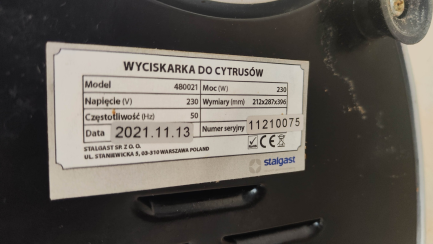 WYCISKARKA DO CYTRUSÓW
Model 480021 Moc (W) 230
Napięcie (V) 230 Wymiary (mm) 212x287x396
Częstotliwość (Hz) 50
Data 2021.11.13 Numer seryjny 11210075
STALGAST SP. Z O. O.
UL. STANIEWICKA 5, 03-310 WARSZAWA POLAND
CE
stalgast